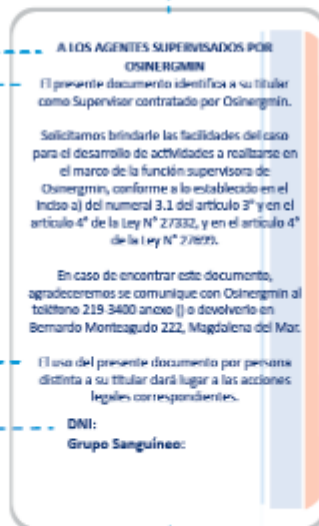 A LOS AGENTES SUPERVISADOS POR
OSINERGMIN
El presente documento identifica a su titular
como Supervisor contratado por Osinergmin.
Solicitamos brindarle las facilidades del caso
para el desarrollo de actividades a realizarse en
el marco de la función supervisora de
Osinergmin, conforme a lo establecido en el
inciso a) del numeral 3.1 del artículo 3° y en el
artículo 4° de la Ley N° 27332, y en el artículo 4°
de la Ley N° 27699.
En caso de encontrar este documento,
agradeceremos se comunique con Osinergmin al
teléfono 219-3400 anexo () o devolverlo en
Bernardo Monteagudo 222, Magdalena del Mar.
El uso del presente documento por persona
distinta a su titular dará lugar a las acciones
legales correspondientes.
DNI:
Grupo Sanguíneo: